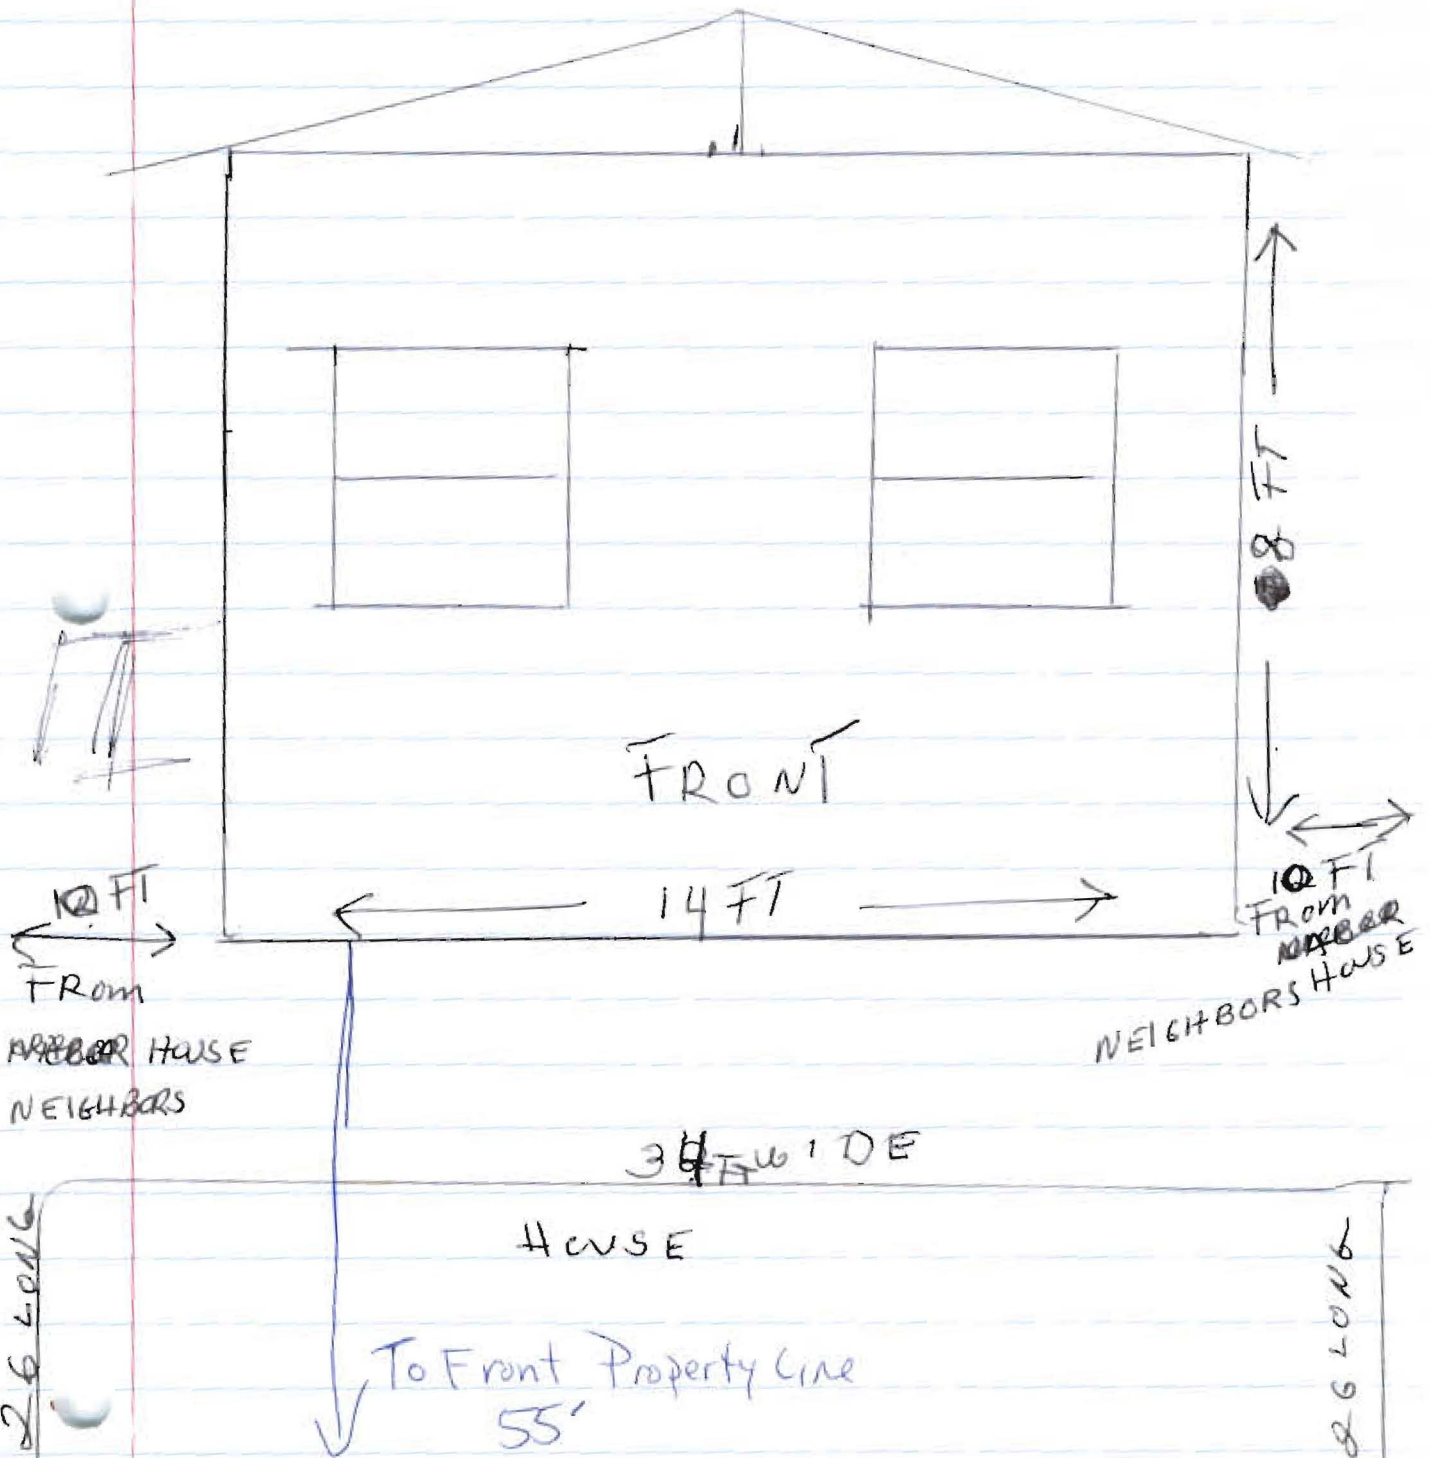 8 FT
FRONT
14 FT
10 FT
FROM
HOUSE
NEIGHBORS
10 FT
FROM
HOUSE
NEIGHBORS
34 FT WIDE
HOUSE
26 LONG
26 LONG
To Front Property Line
55'